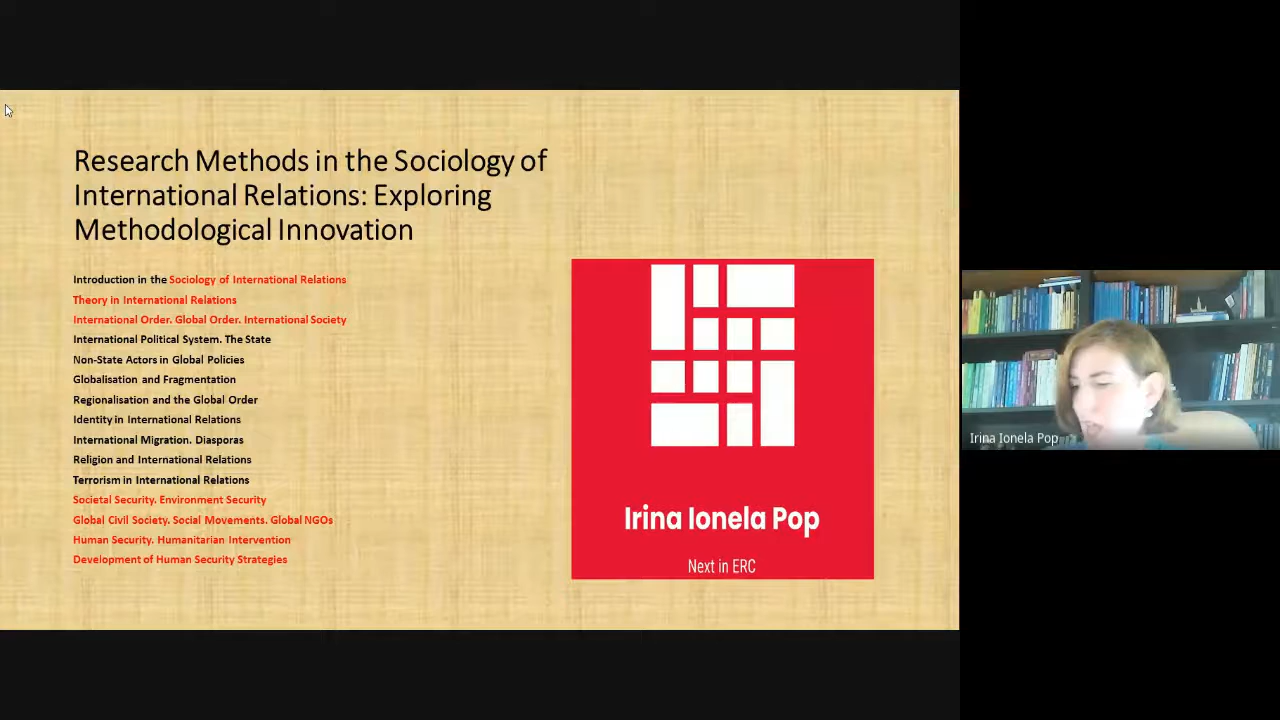 Research Methods in the Sociology of
International Relations: Exploring
Methodological Innovation
Introduction in the Sociology of International Relations
Theory in International Relations
International Order. Global Order. International Society
International Political System. The State
Non-State Actors in Global Policies
Globalisation and Fragmentation
Regionalisation and the Global Order
Identity in International Relations
International Migration. Diasporas
Religion and International Relations
Terrorism in International Relations
Societal Security. Environment Security
Global Civil Society. Social Movements. Global NGOs
Human Security. Humanitarian Intervention
Development of Human Security Strategies
Irina Ionela Pop
Next in ERC
Irina Ionela Pop